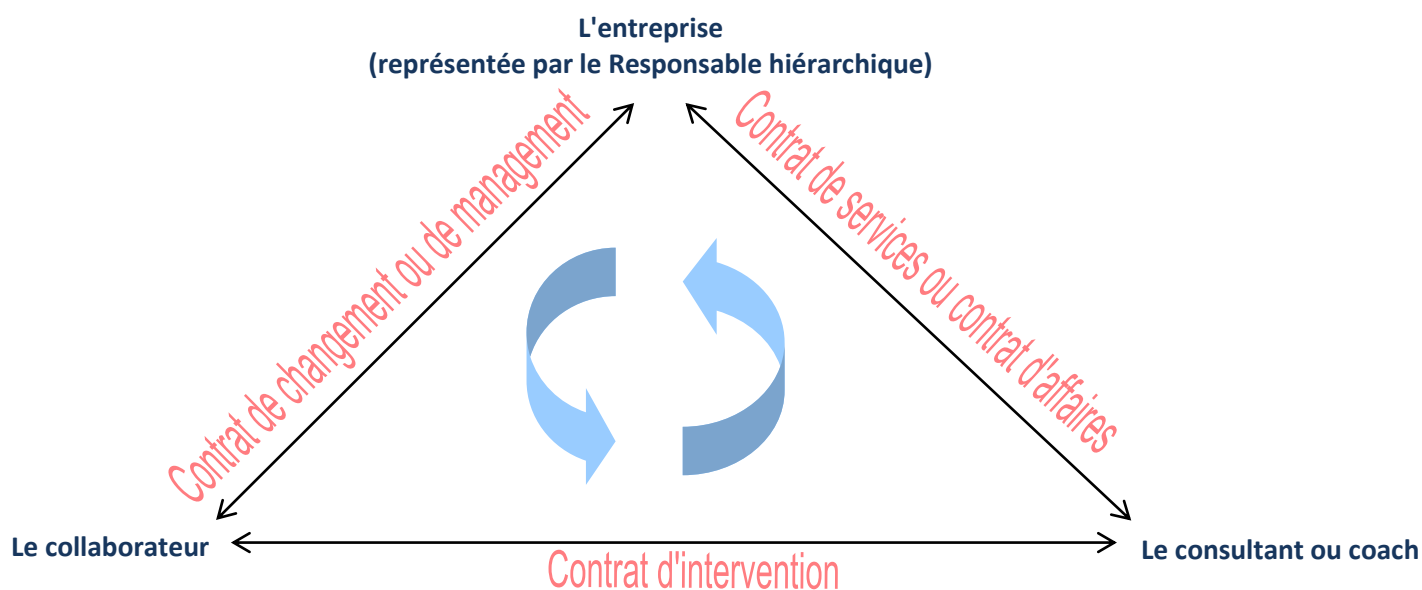 L'entreprise
(représentée par le Responsable hiérarchique)
Contrat de changement ou de management
Contrat de services ou contrat d'affaires
Le collaborateur
Le consultant ou coach
Contrat d'intervention